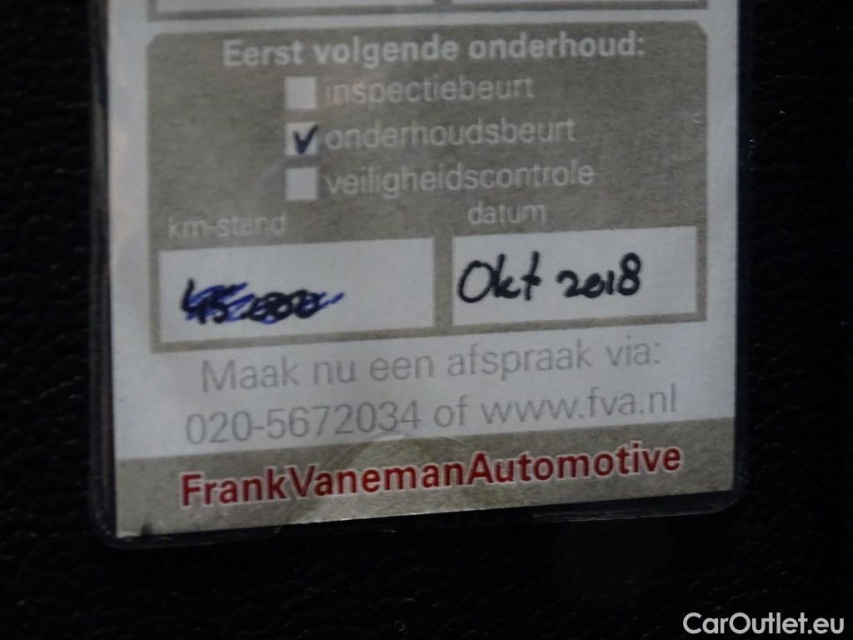 Eerst volgende onderhoud:
inspectiebeurt
onderhoudsbeurt
veiligheidscontrole
km-stand datum
Okt 2018
Maak nu een afspraak via:
020-5672034 of www.fva.nl
FrankVanemanAutomotive
CarOutlet.eu